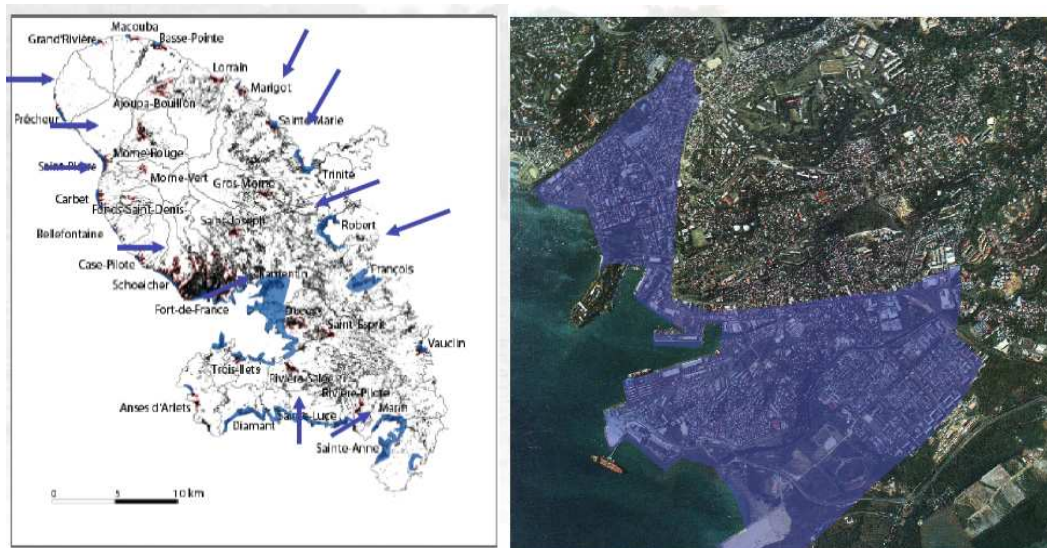 Macouba
Grand'Rivière
Basse-Pointe
Lorrain
Marigot
Ajoupa-Bouillon
Prêcheur
Sainte-Marie
Morne-Rouge
Saint-Pierre
Trinité
Morne-Vert
Gros-Morne
Carbet
Fonds-Saint-Denis
Saint-Joseph
Robert
Bellefontaine
Case-Pilote
Lamentin
François
Schoelcher
Fort-de-France
Ducos
Saint-Esprit
Vauclin
Trois-Ilets
Rivière-Salée
Rivière-Pilote
Anses d'Arlets
Marin
Sainte-Luce
Diamant
Sainte-Anne
0 5 10 km